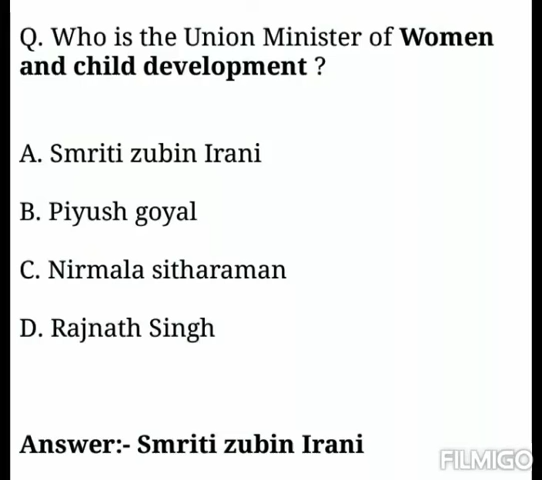 Q. Who is the Union Minister of Women
and child development ?
A. Smriti zubin Irani
B. Piyush goyal
C. Nirmala sitharaman
D. Rajnath Singh
Answer:- Smriti zubin Irani
FILMIGO